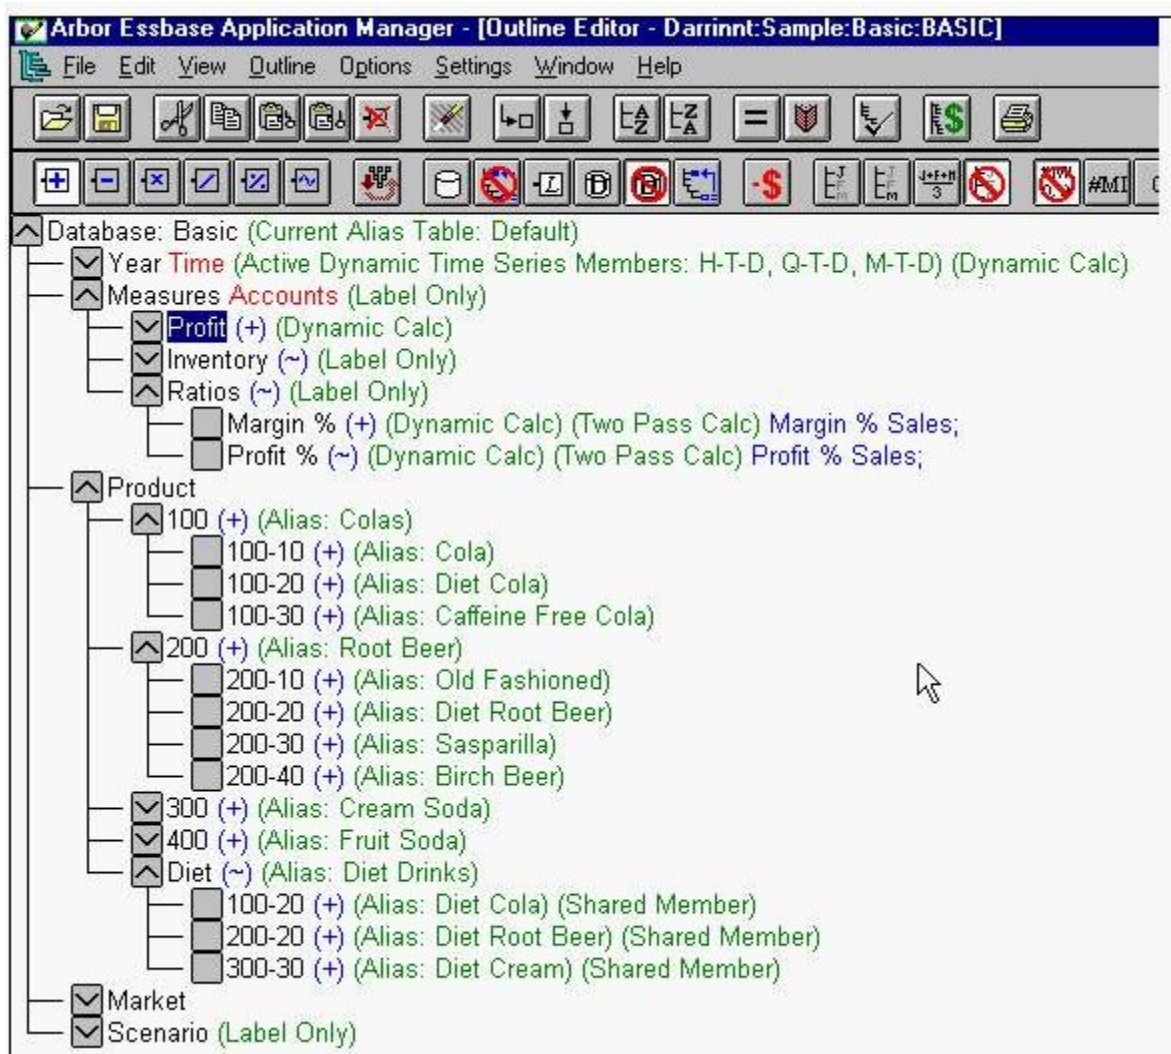 Arbor Essbase Application Manager - [Outline Editor - Darrinnt:Sample:Basic:BASIC]
File Edit View Outline Options Settings Window Help
Database: Basic (Current Alias Table: Default)
Year Time (Active Dynamic Time Series Members: H-T-D, Q-T-D, M-T-D) (Dynamic Calc)
Measures Accounts (Label Only)
Profit (+) (Dynamic Calc)
Inventory (~) (Label Only)
Ratios (~) (Label Only)
Margin % (+) (Dynamic Calc) (Two Pass Calc) Margin % Sales;
Profit % (~) (Dynamic Calc) (Two Pass Calc) Profit % Sales;
Product
100 (+) (Alias: Colas)
100-10 (+) (Alias: Cola)
100-20 (+) (Alias: Diet Cola)
100-30 (+) (Alias: Caffeine Free Cola)
200 (+) (Alias: Root Beer)
200-10 (+) (Alias: Old Fashioned)
200-20 (+) (Alias: Diet Root Beer)
200-30 (+) (Alias: Sasparilla)
200-40 (+) (Alias: Birch Beer)
300 (+) (Alias: Cream Soda)
400 (+) (Alias: Fruit Soda)
Diet (~) (Alias: Diet Drinks)
100-20 (+) (Alias: Diet Cola) (Shared Member)
200-20 (+) (Alias: Diet Root Beer) (Shared Member)
300-30 (+) (Alias: Diet Cream) (Shared Member)
Market
Scenario (Label Only)